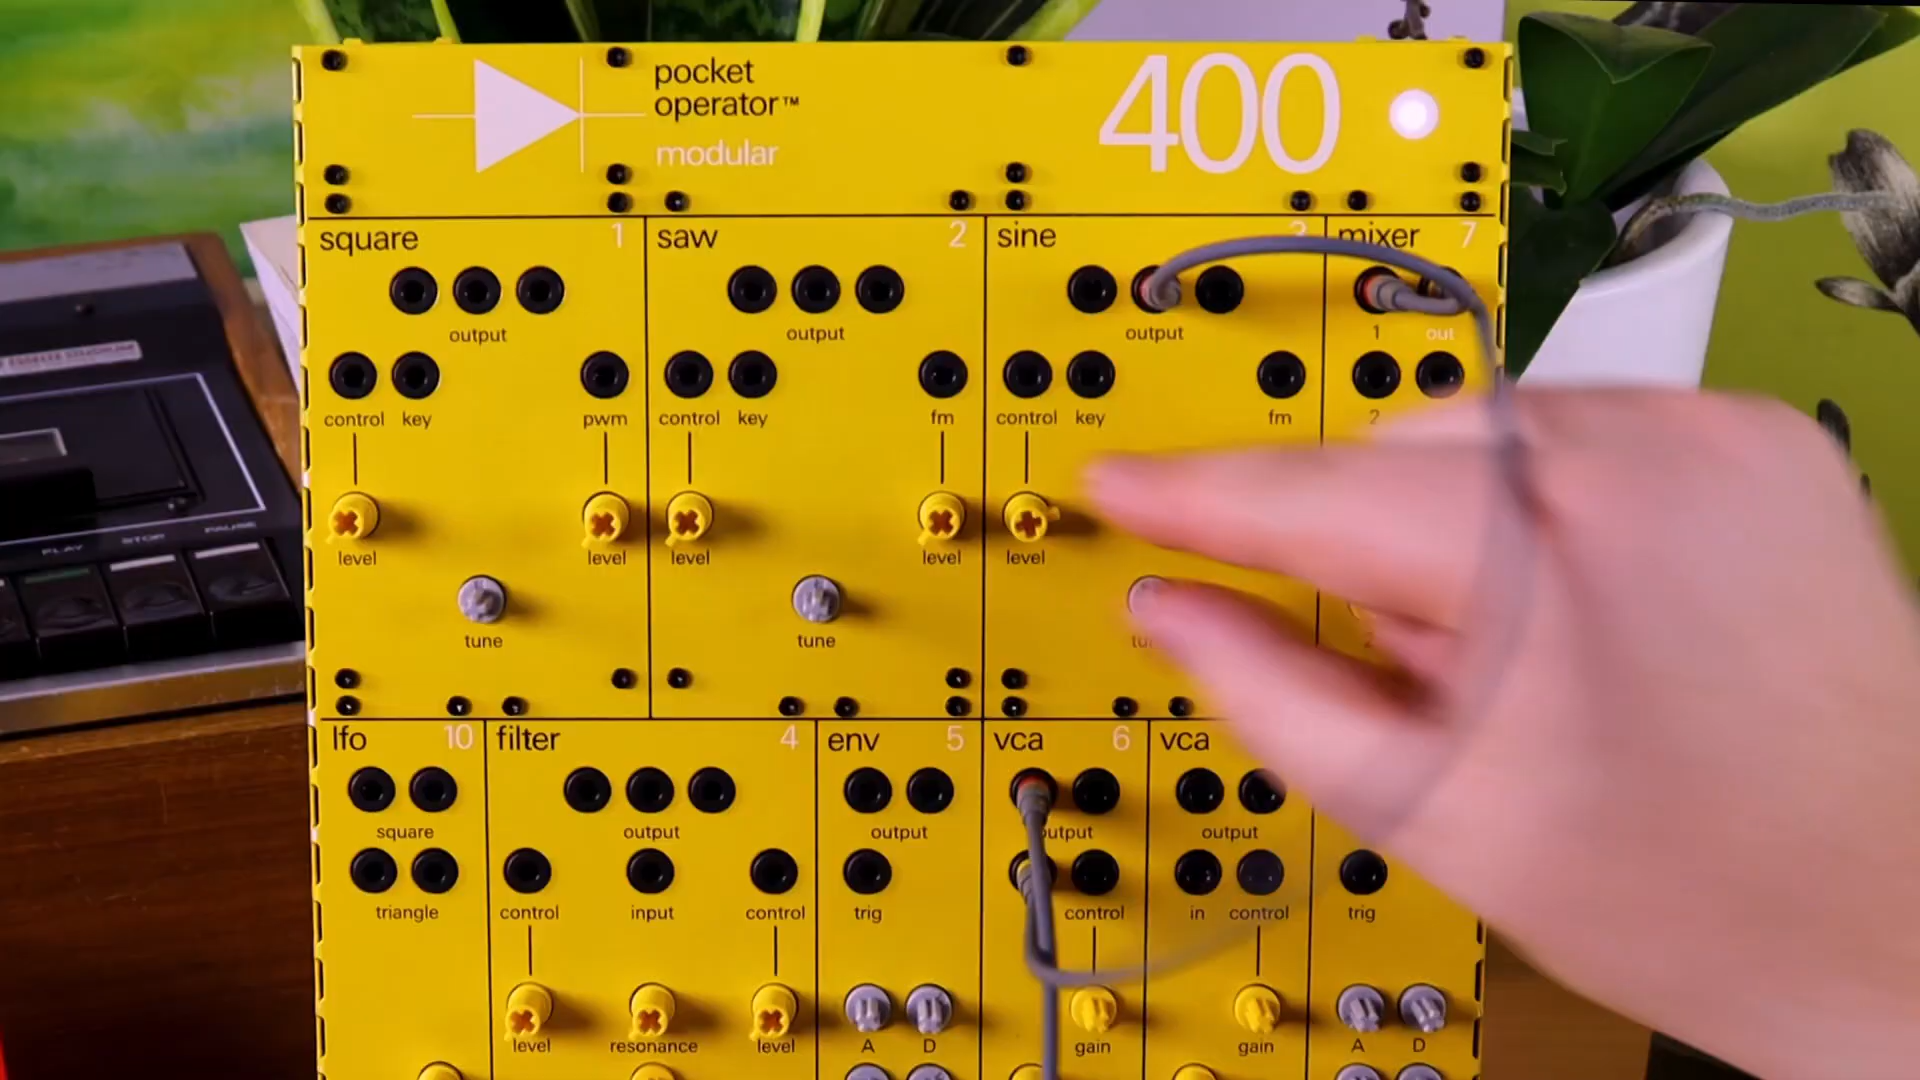 pocket
operator™
modular
400
square 1
saw 2
sine
mixer 7
output
output
output
1
out
control key
pwm
control key
fm
control key
fm
2
level
level
level
level
level
tune
tune
lfo 10
filter 4
env 5
vca 6
vca
square
output
output
output
output
triangle
control
input
control
trig
control
in control
trig
level
resonance
level
A D
gain
gain
A D
PLAY
STOP
PAUSE